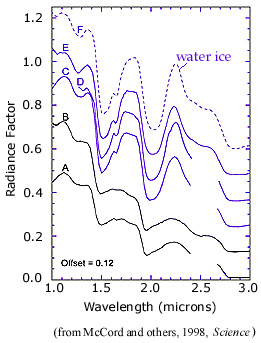 1.2
1.0
0.8
0.6
0.4
0.2
0.0
Radiance Factor
F
E
C
D
B
A
water ice
Offset = 0.12
1.0 1.5 2.0 2.5 3.0
Wavelength (microns)
(from McCord and others, 1998, Science)